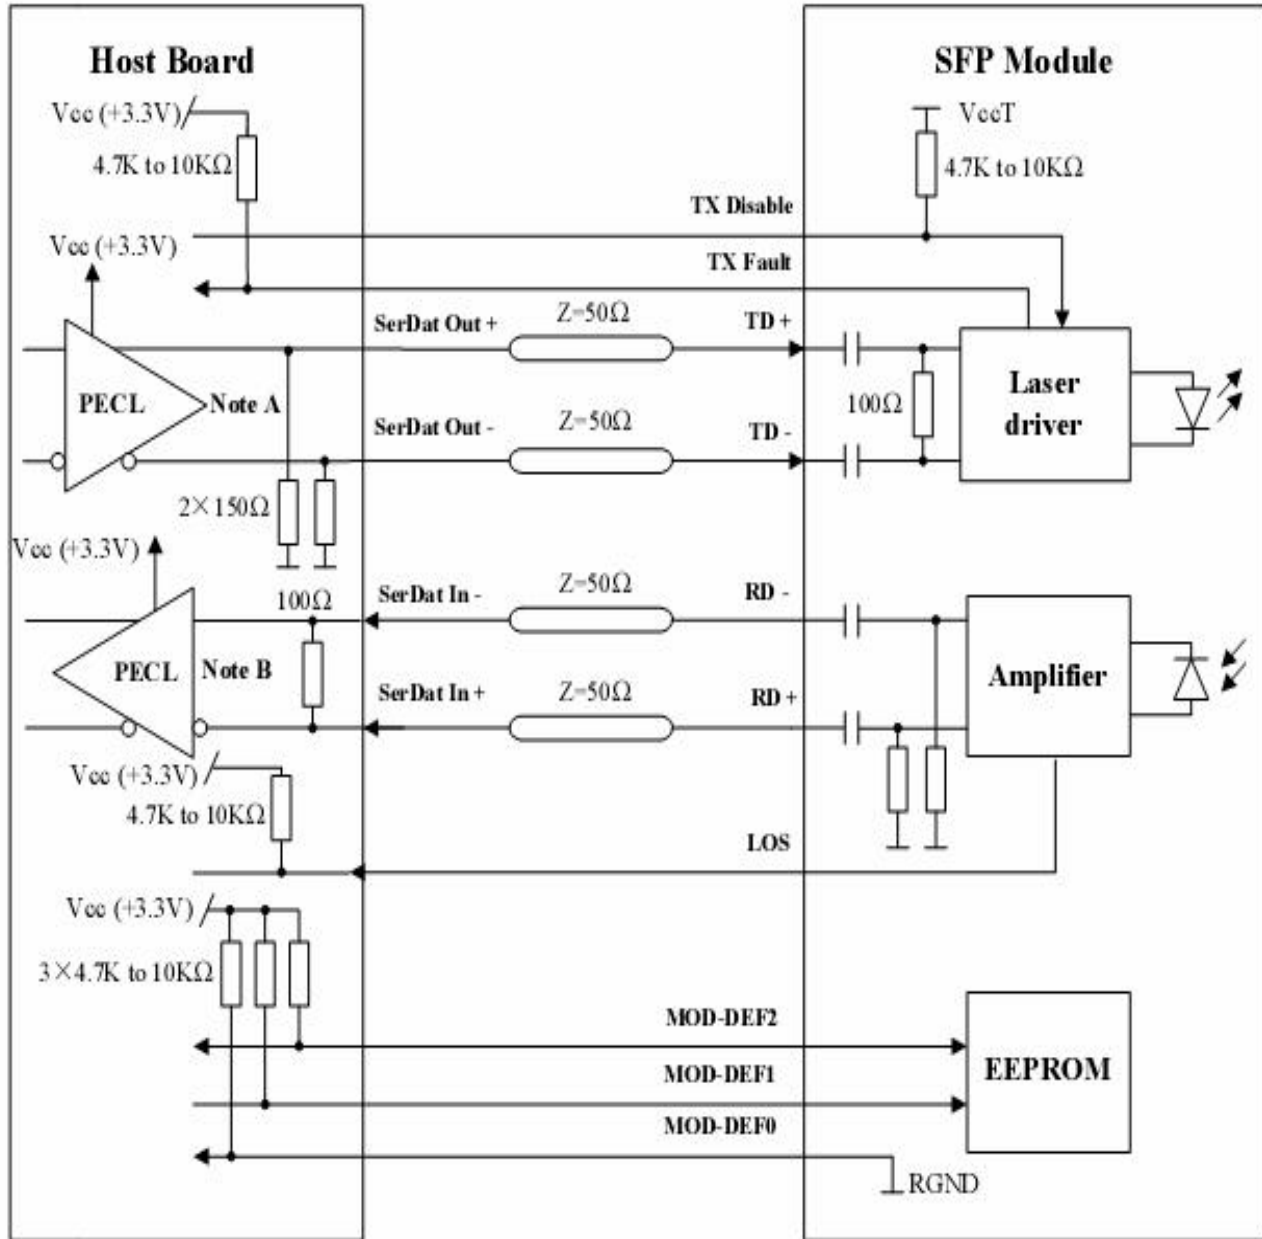 Host Board
SFP Module
Vcc (+3.3V)
VccT
4.7K to 10KΩ
4.7K to 10KΩ
TX Disable
Vcc (+3.3V)
TX Fault
SerDat Out +
Z=50Ω
TD +
PECL
Note A
Laser
driver
100Ω
SerDat Out -
Z=50Ω
TD -
2×150Ω
Vcc (+3.3V)
100Ω
SerDat In -
Z=50Ω
RD -
PECL
Note B
Amplifier
SerDat In +
Z=50Ω
RD +
Vcc (+3.3V)
4.7K to 10KΩ
LOS
Vcc (+3.3V)
3×4.7K to 10KΩ
MOD-DEF2
EEPROM
MOD-DEF1
MOD-DEF0
RGND